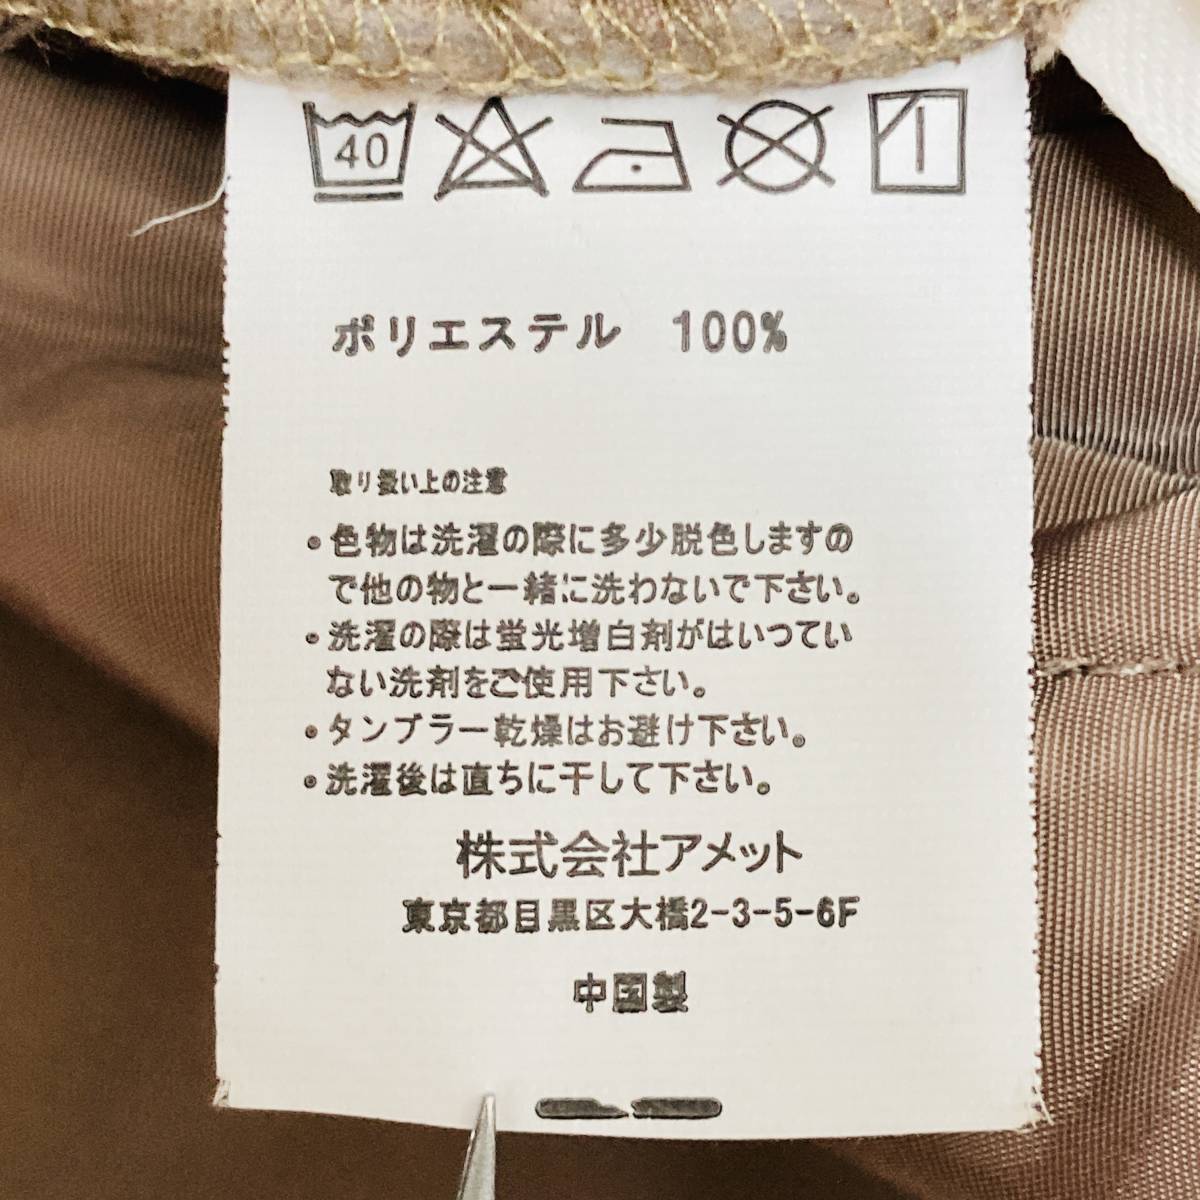 40
ポリエステル 100%
取り扱い上の注意
・色物は洗濯の際に多少脱色しますの
で他の物と一緒に洗わないで下さい。
・洗濯の際は蛍光増白剤がはいつてい
ない洗剤をご使用下さい。
・タンブラー乾燥はお避け下さい。
・洗濯後は直ちに干して下さい。
株式会社アメット
東京都目黒区大橋2-3-5-6F
中国製